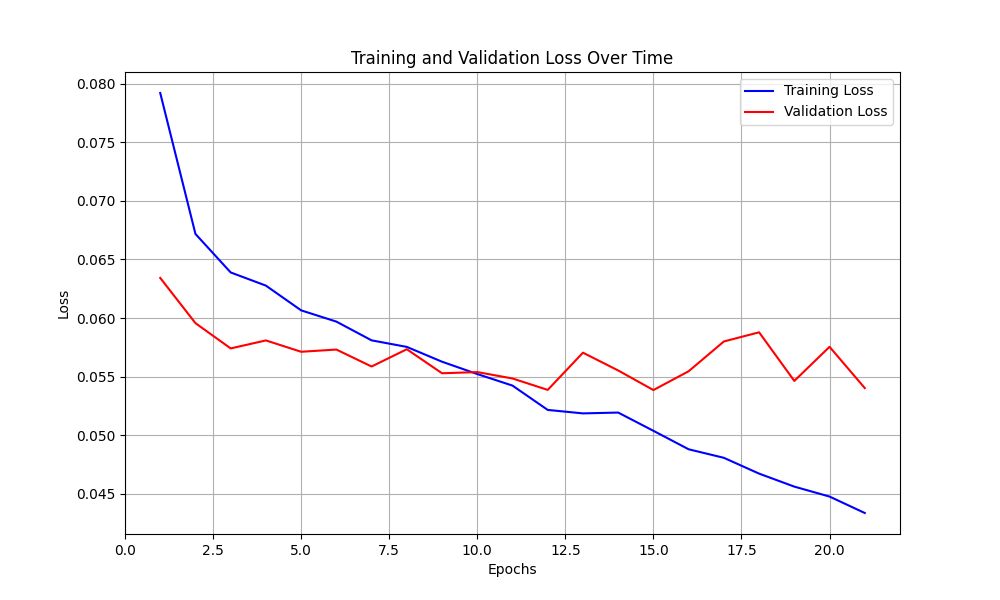 Training and Validation Loss Over Time
Training Loss
Validation Loss
0.080
0.075
0.070
0.065
0.060
0.055
0.050
0.045
Loss
0.0 2.5 5.0 7.5 10.0 12.5 15.0 17.5 20.0
Epochs